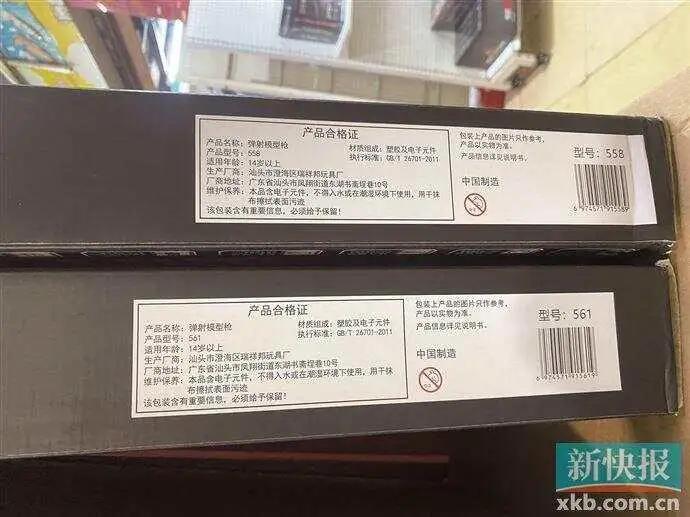 产品合格证
产品名称：弹射模型枪
产品型号：558
适用年龄：14岁以上
材质组成：塑胶及电子元件
执行标准：GB/T 26701-2011
生产厂商：汕头市澄海区瑞祥邦玩具厂
厂商地址：广东省汕头市凤翔街道东湖书斋埕巷10号
维护保养：本品含电子元件，不得入水或在潮湿环境下使用，用干抹
布擦拭表面污迹
该包装含有重要信息，必须给予保留！
包装上产品的图片只作参考，
产品以实物为准。
产品信息详见说明书。
中国制造
型号：558
6 974571 915589
产品合格证
产品名称：弹射模型枪
产品型号：561
适用年龄：14岁以上
材质组成：塑胶及电子元件
执行标准：GB/T 26701-2011
生产厂商：汕头市澄海区瑞祥邦玩具厂
厂商地址：广东省汕头市凤翔街道东湖书斋埕巷10号
维护保养：本品含电子元件，不得入水或在潮湿环境下使用，用干抹
布擦拭表面污迹
该包装含有重要信息，必须给予保留！
包装上产品的图片只作参考，
产品以实物为准。
产品信息详见说明书。
中国制造
型号：561
6 974571 915619
新快报
xkb.com.cn